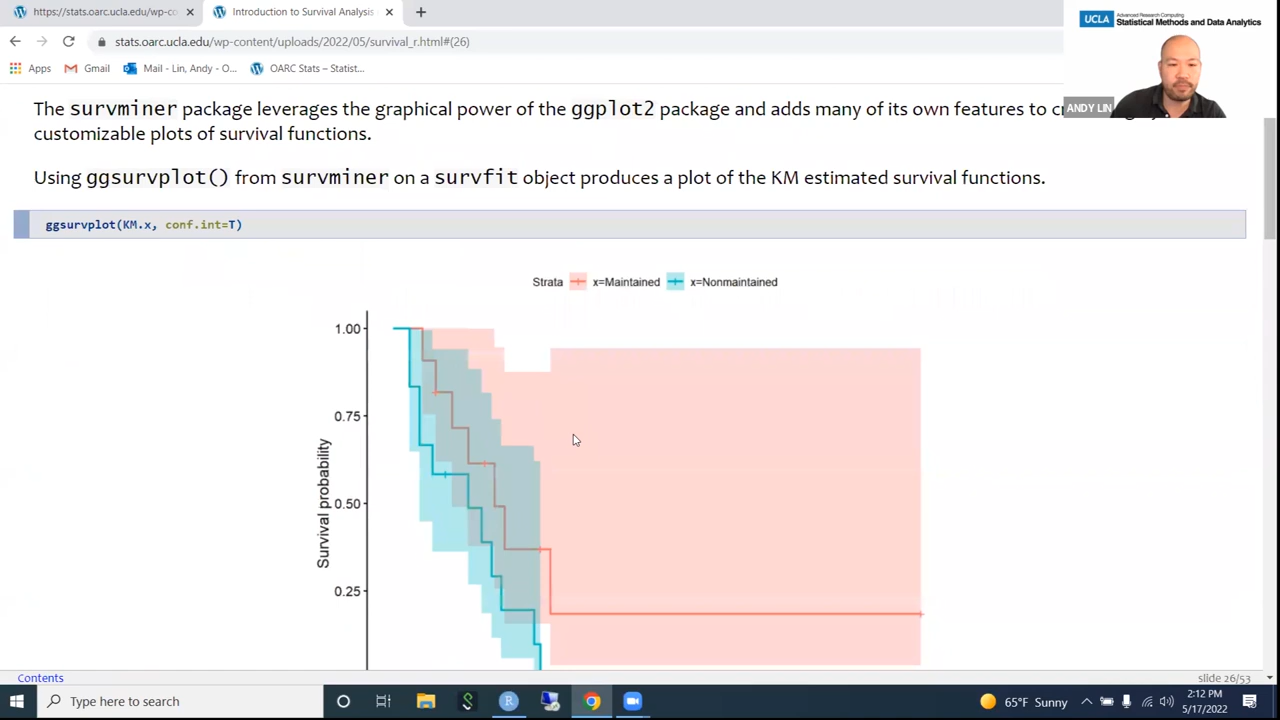 https://stats.oarc.ucla.edu/wp-co
Introduction to Survival Analysis
UCLA
Advanced Research Computing
Statistical Methods and Data Analytics
stats.oarc.ucla.edu/wp-content/uploads/2022/05/survival_r.html#(26)
Apps
Gmail
Mail - Lin, Andy - O...
OARC Stats – Statist...
ANDY LIN
The survminer package leverages the graphical power of the ggplot2 package and adds many of its own features to
customizable plots of survival functions.
Using ggsurvplot() from survminer on a survfit object produces a plot of the KM estimated survival functions.
ggsurvplot(KM.x, conf.int=T)
Strata x=Maintained x=Nonmaintained
1.00
0.75
0.50
0.25
Survival probability
Contents
slide 26/53
Type here to search
65°F Sunny
2:12 PM
5/17/2022